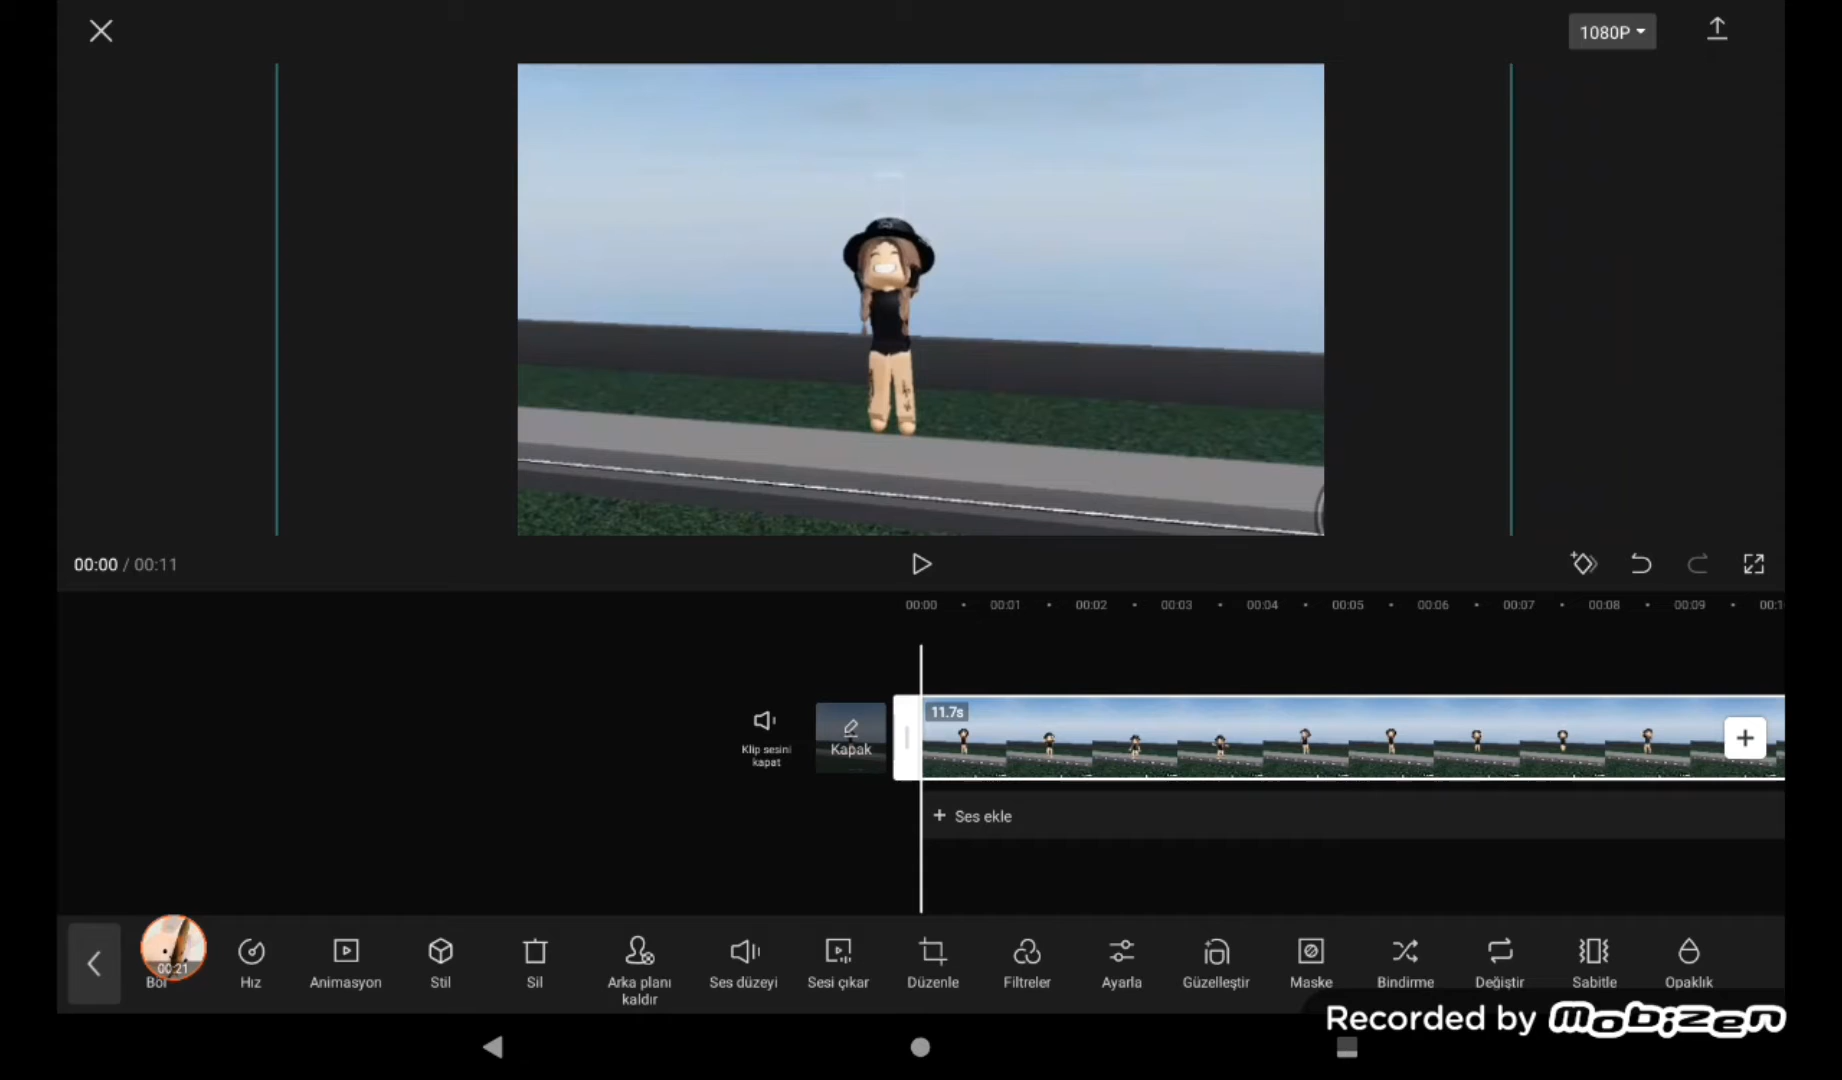 1080P
00:00 / 00:11
00:00 00:01 00:02 00:03 00:04 00:05 00:06 00:07 00:08 00:09 00:1
11.7s
Klip sesini
kapat
Kapak
+ Ses ekle
00:21
Böl Hız Animasyon Stil Sil Arka planı Ses düzeyi Sesi çıkar Düzenle Filtreler Ayarla Güzelleştir Maske Bindirme Değiştir Sabitle Opaklık
kaldır
Recorded by mobizen